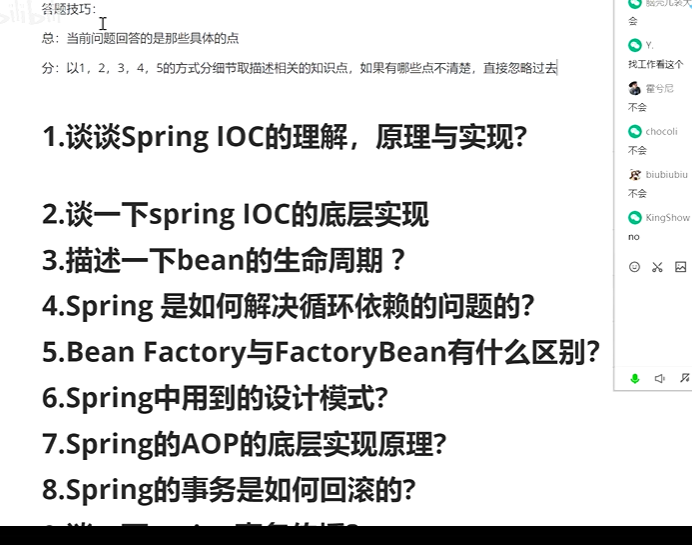 bilibili
答题技巧：
总：当前问题回答的是那些具体的点
分：以1，2，3，4，5的方式分细节取描述相关的知识点，如果有哪些点不清楚，直接忽略过去
1.谈谈Spring IOC的理解，原理与实现？
2.谈一下spring IOC的底层实现
3.描述一下bean的生命周期 ？
4.Spring 是如何解决循环依赖的问题的？
5.Bean Factory与FactoryBean有什么区别？
6.Spring中用到的设计模式？
7.Spring的AOP的底层实现原理？
8.Spring的事务是如何回滚的？
会
Y.
找工作看这个
霍兮尼
不会
chocoli
不会
biubiubiu
不会
KingShow
no